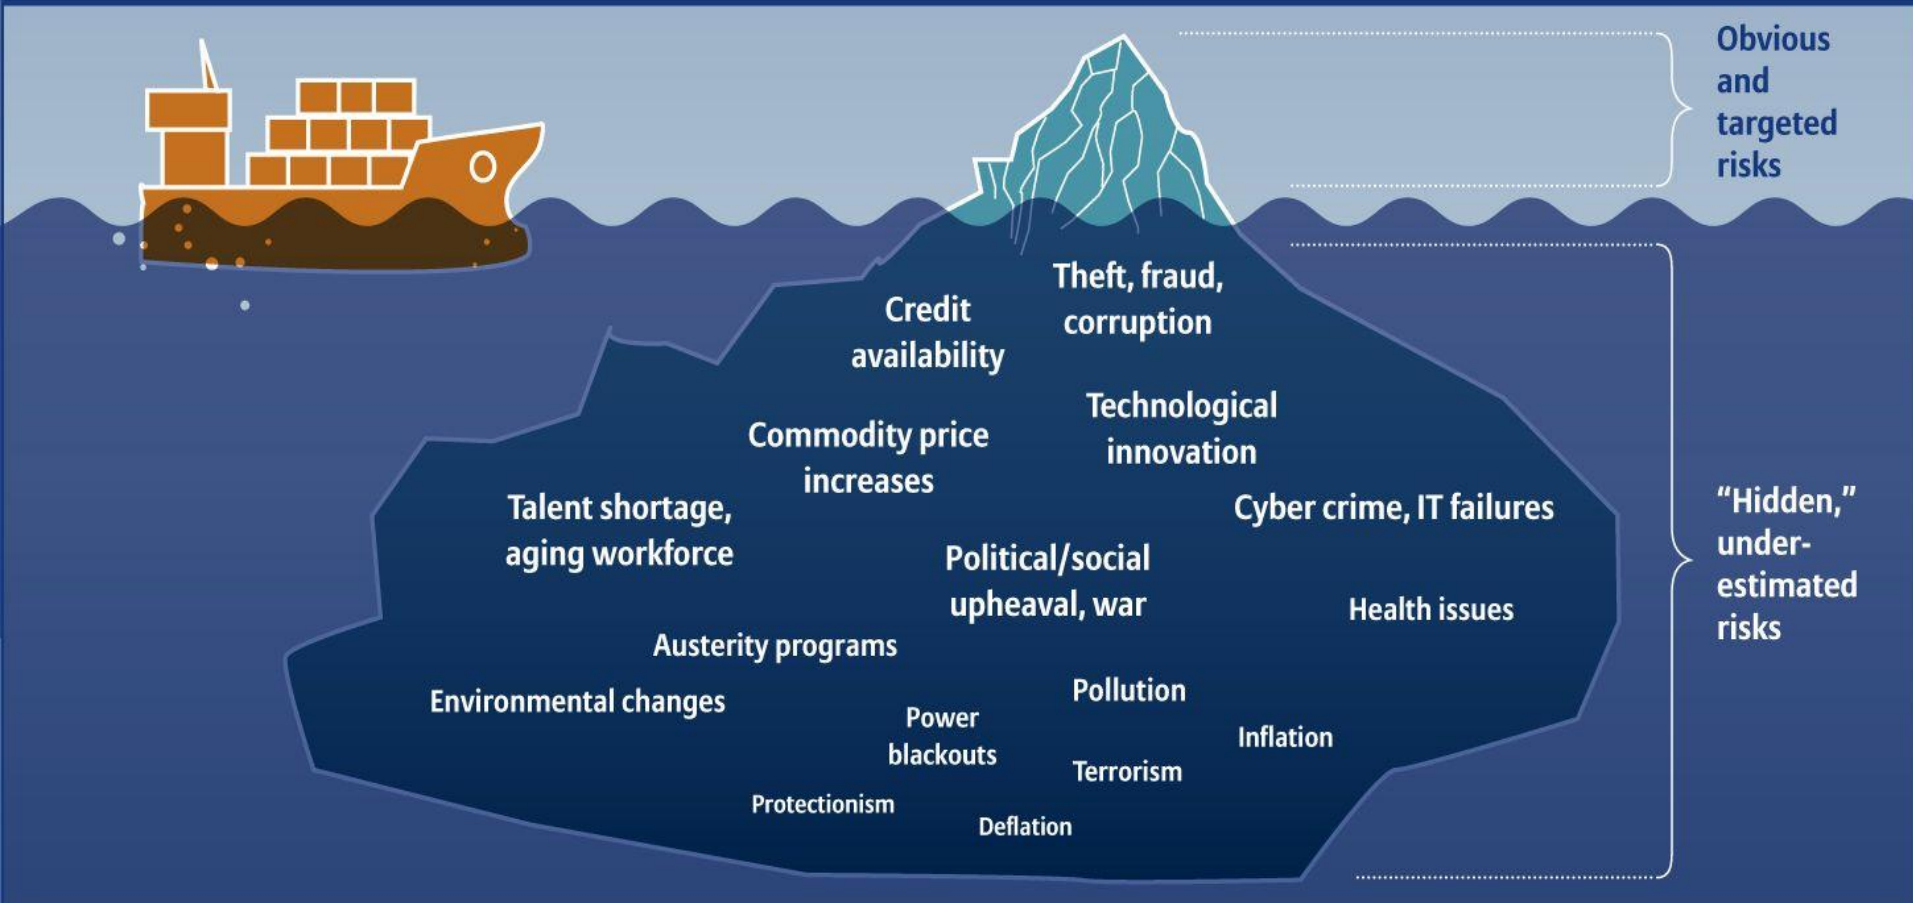 Obvious
and
targeted
risks
Theft, fraud,
corruption
Credit
availability
Technological
innovation
Commodity price
increases
Talent shortage,
aging workforce
Cyber crime, IT failures
“Hidden,”
under-
estimated
risks
Political/social
upheaval, war
Health issues
Austerity programs
Environmental changes
Pollution
Power
blackouts
Inflation
Terrorism
Protectionism
Deflation